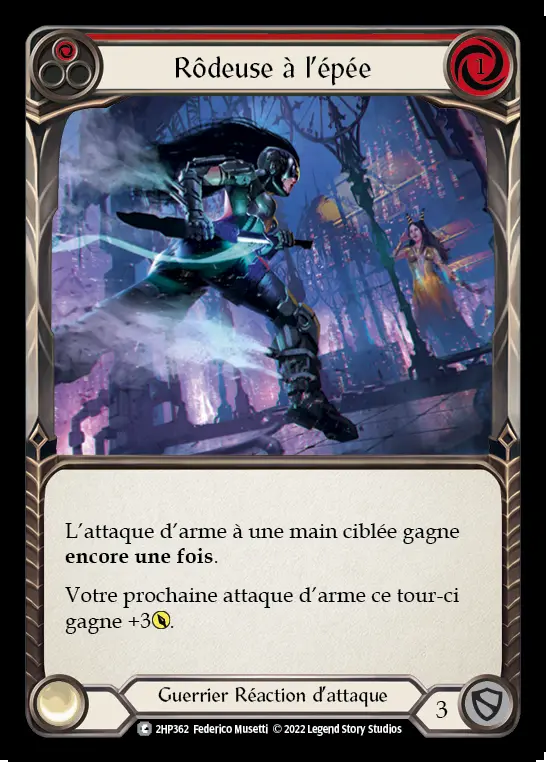 Rôdeuse à l'épée
1
L'attaque d'arme à une main ciblée gagne
encore une fois.
Votre prochaine attaque d'arme ce tour-ci
gagne +3.
Guerrier Réaction d'attaque
3
C 2HP362 Federico Musetti © 2022 Legend Story Studios